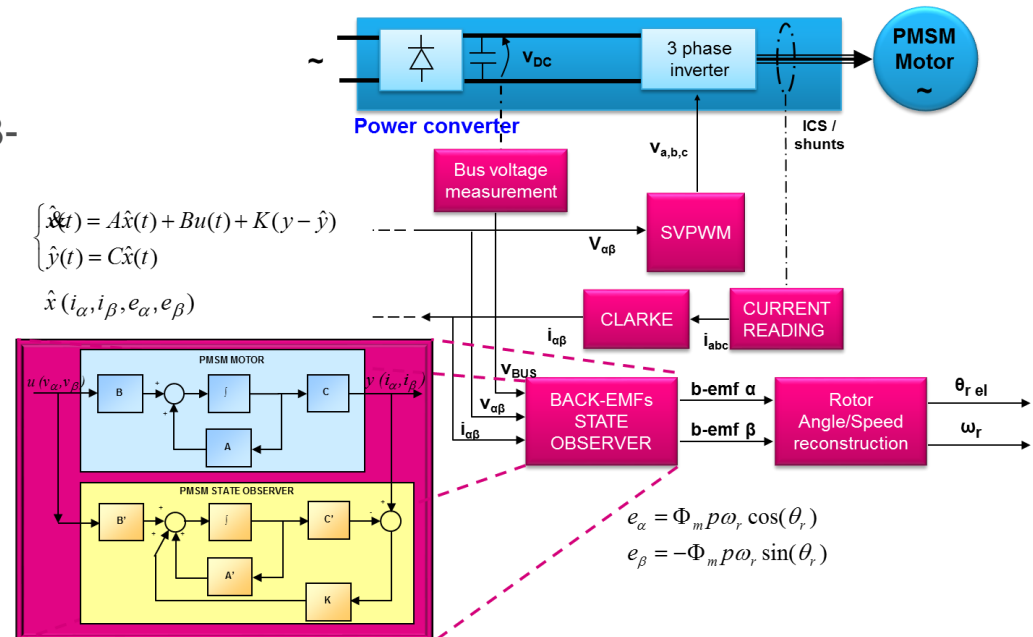 PMSM
Motor
~
~
v_DC
3 phase
inverter
Power converter
ICS /
shunts
v_a,b,c
Bus voltage
measurement
SVPWM
V_αβ
{ x̂&(t) = Ax̂(t) + Bu(t) + K(y − ŷ)
ŷ(t) = Cx̂(t)
x̂ (i_α, i_β, e_α, e_β)
CLARKE
CURRENT
READING
i_αβ
i_abc
PMSM MOTOR
u (v_α, v_β)
y (i_α, i_β)
B
+
∫
C
+
A
v_BUS
v_αβ
i_αβ
BACK-EMFs
STATE
OBSERVER
b-emf α
b-emf β
Rotor
Angle/Speed
reconstruction
θ_r el
ω_r
PMSM STATE OBSERVER
B'
+
+
+
∫
C'
-
+
A'
K
e_α = Φ_m pω_r cos(θ_r)
e_β = −Φ_m pω_r sin(θ_r)